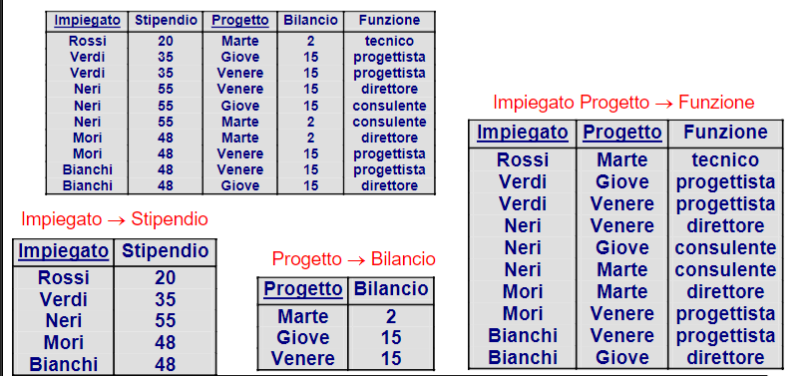 Impiegato Stipendio Progetto Bilancio Funzione
Rossi 20 Marte 2 tecnico
Verdi 35 Giove 15 progettista
Verdi 35 Venere 15 progettista
Neri 55 Venere 15 direttore
Neri 55 Giove 15 consulente
Neri 55 Marte 2 consulente
Mori 48 Marte 2 direttore
Mori 48 Venere 15 progettista
Bianchi 48 Venere 15 progettista
Bianchi 48 Giove 15 direttore
Impiegato → Stipendio
Impiegato Stipendio
Rossi 20
Verdi 35
Neri 55
Mori 48
Bianchi 48
Progetto → Bilancio
Progetto Bilancio
Marte 2
Giove 15
Venere 15
Impiegato Progetto → Funzione
Impiegato Progetto Funzione
Rossi Marte tecnico
Verdi Giove progettista
Verdi Venere progettista
Neri Venere direttore
Neri Giove consulente
Neri Marte consulente
Mori Marte direttore
Mori Venere progettista
Bianchi Venere progettista
Bianchi Giove direttore